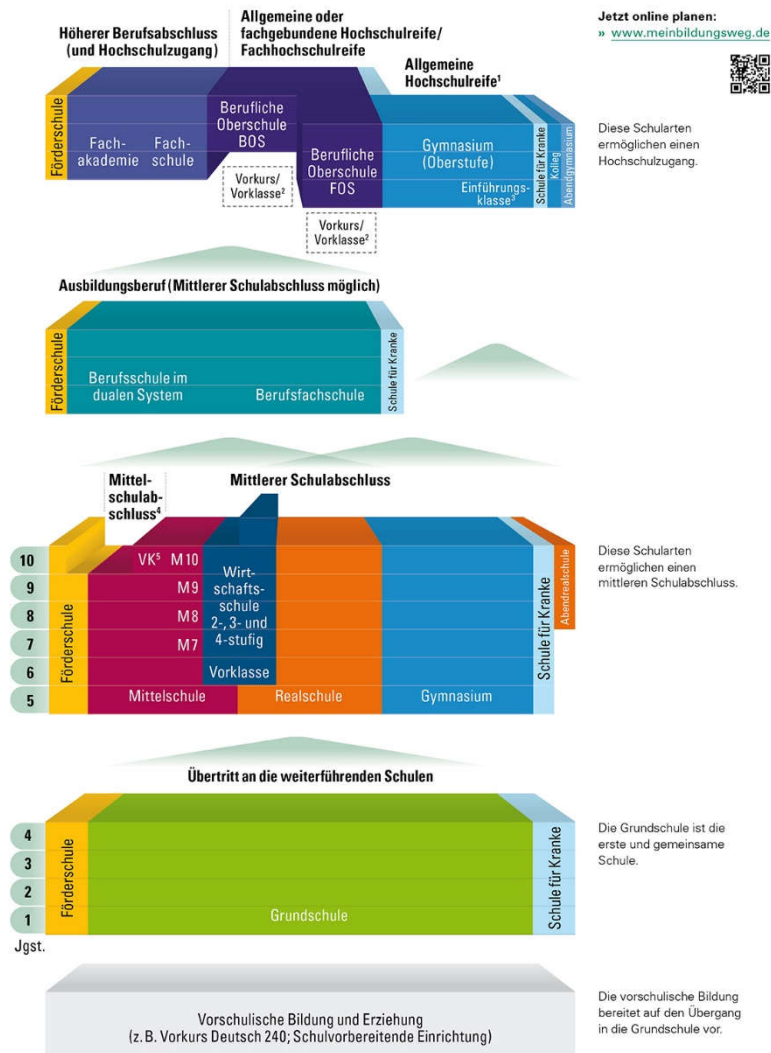 Jetzt online planen:
» www.meinbildungsweg.de
Höherer Berufsabschluss
(und Hochschulzugang)
Allgemeine oder
fachgebundene Hochschulreife/
Fachhochschulreife
Allgemeine
Hochschulreife¹
Förderschule
Fach-
akademie
Fach-
schule
Berufliche
Oberschule
BOS
Vorkurs/
Vorklasse²
Berufliche
Oberschule
FOS
Vorkurs/
Vorklasse²
Gymnasium
(Oberstufe)
Einführungs-
klasse³
Schule für Kranke
Kolleg
Abendgymnasium
Diese Schularten
ermöglichen einen
Hochschulzugang.
Ausbildungsberuf (Mittlerer Schulabschluss möglich)
Förderschule
Berufsschule im
dualen System
Berufsfachschule
Schule für Kranke
Mittel-
schulab-
schluss⁴
Mittlerer Schulabschluss
10
9
8
7
6
5
Förderschule
VK⁵ M10
M9
M8
M7
Mittelschule
Wirt-
schafts-
schule
2-, 3- und
4-stufig
Vorklasse
Realschule
Gymnasium
Schule für Kranke
Abendrealschule
Diese Schularten
ermöglichen einen
mittleren Schulabschluss.
Übertritt an die weiterführenden Schulen
4
3
2
1
Jgst.
Förderschule
Grundschule
Schule für Kranke
Die Grundschule ist die
erste und gemeinsame
Schule.
Vorschulische Bildung und Erziehung
(z. B. Vorkurs Deutsch 240; Schulvorbereitende Einrichtung)
Die vorschulische Bildung
bereitet auf den Übergang
in die Grundschule vor.